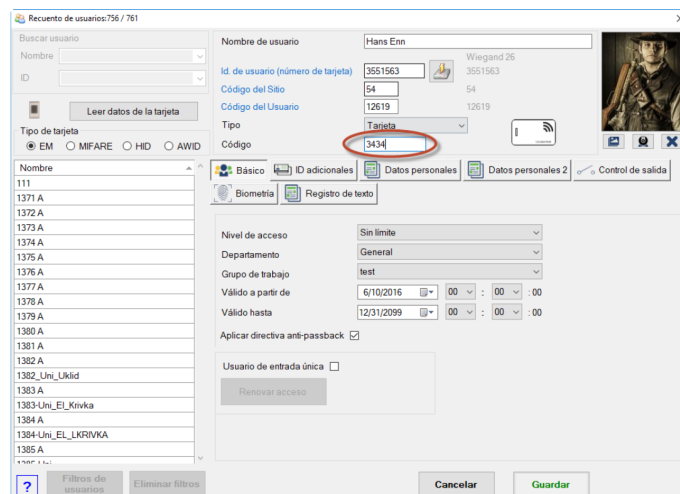 Recuento de usuarios:756 / 761
Buscar usuario
Nombre
ID
Leer datos de la tarjeta
Tipo de tarjeta
EM MIFARE HID AWID
Nombre de usuario Hans Enn
Wiegand 26
Id. de usuario (número de tarjeta) 3551563 3551563
Código del Sitio 54 54
Código del Usuario 12619 12619
Tipo Tarjeta
Código 3434
Nombre
111
1371 A
1372 A
1373 A
1374 A
1375 A
1376 A
1377 A
1378 A
1379 A
1380 A
1381 A
1382 A
1382_Uni_Uklid
1383 A
1383-Uni_El_Krivka
1384 A
1384-Uni_EL_LKRIVKA
1385 A
1385 Uni
Básico ID adicionales Datos personales Datos personales 2 Control de salida
Biometría Registro de texto
Nivel de acceso Sin límite
Departamento General
Grupo de trabajo test
Válido a partir de 6/10/2016 00 : 00 : 00
Válido hasta 12/31/2099 00 : 00 : 00
Aplicar directiva anti-passback
Usuario de entrada única
Renovar acceso
? Filtros de usuarios Eliminar filtros Cancelar Guardar